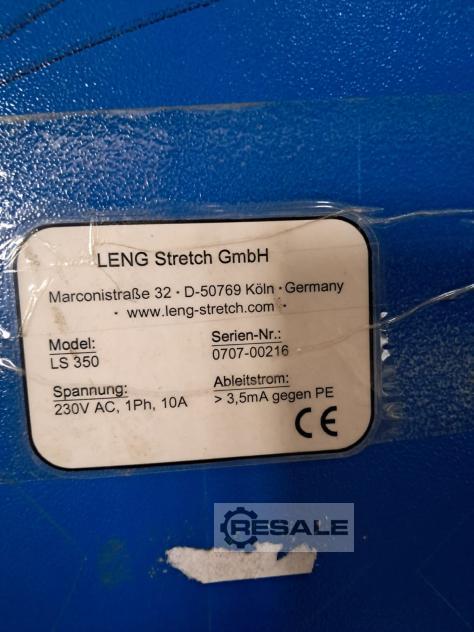 LENG Stretch GmbH
Marconistraße 32 · D-50769 Köln · Germany
· www.leng-stretch.com ·
Model:
LS 350
Serien-Nr.:
0707-00216
Spannung:
230V AC, 1Ph, 10A
Ableitstrom:
> 3,5mA gegen PE
CE
RESALE